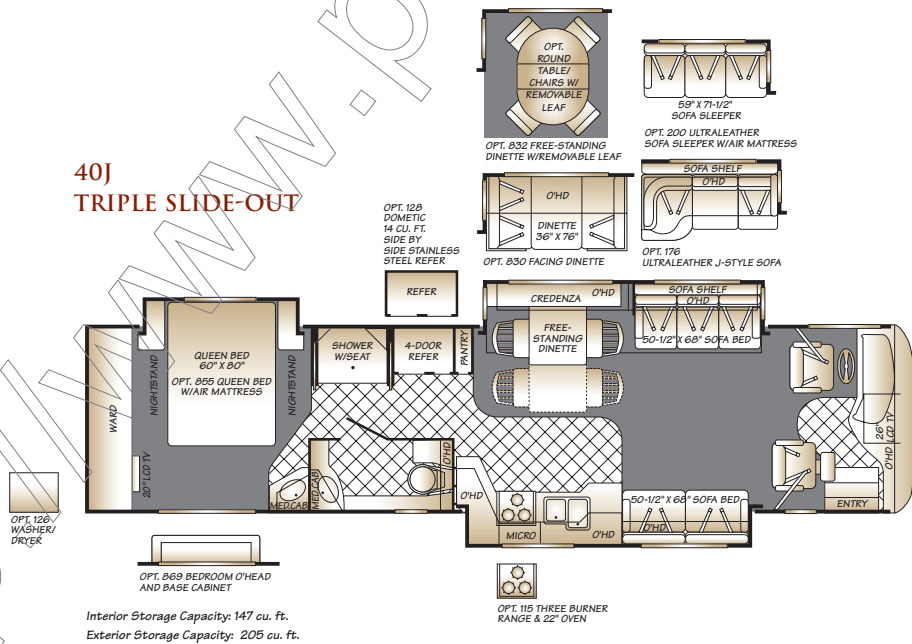 OPT.
ROUND
TABLE/
CHAIRS W/
REMOVABLE
LEAF
OPT. 832 FREE-STANDING
DINETTE W/REMOVABLE LEAF
59" X 71-1/2"
SOFA SLEEPER
OPT. 200 ULTRALEATHER
SOFA SLEEPER W/AIR MATTRESS
40J
TRIPLE SLIDE-OUT
OPT. 128
DOMETIC
14 CU. FT.
SIDE BY
SIDE STAINLESS
STEEL REFER
REFER
O'HD
DINETTE
36" X 76"
OPT. 830 FACING DINETTE
SOFA SHELF
O'HD
OPT. 176
ULTRALEATHER J-STYLE SOFA
WARD
NIGHTSTAND
QUEEN BED
60" X 80"
OPT. 855 QUEEN BED
W/AIR MATTRESS
NIGHTSTAND
20" LCD TV
SHOWER
W/SEAT
4-DOOR
REFER
PANTRY
CREDENZA
O'HD
FREE-
STANDING
DINETTE
SOFA SHELF
O'HD
50-1/2" X 68" SOFA BED
26"
LCD TV
O'HD
ENTRY
MED.CAB
MED.CAB
O'HD
O'HD
MICRO
O'HD
50-1/2" X 68" SOFA BED
O'HD
OPT. 126
WASHER/
DRYER
OPT. 869 BEDROOM O'HEAD
AND BASE CABINET
OPT. 115 THREE BURNER
RANGE & 22" OVEN
Interior Storage Capacity: 147 cu. ft.
Exterior Storage Capacity: 205 cu. ft.
www.p